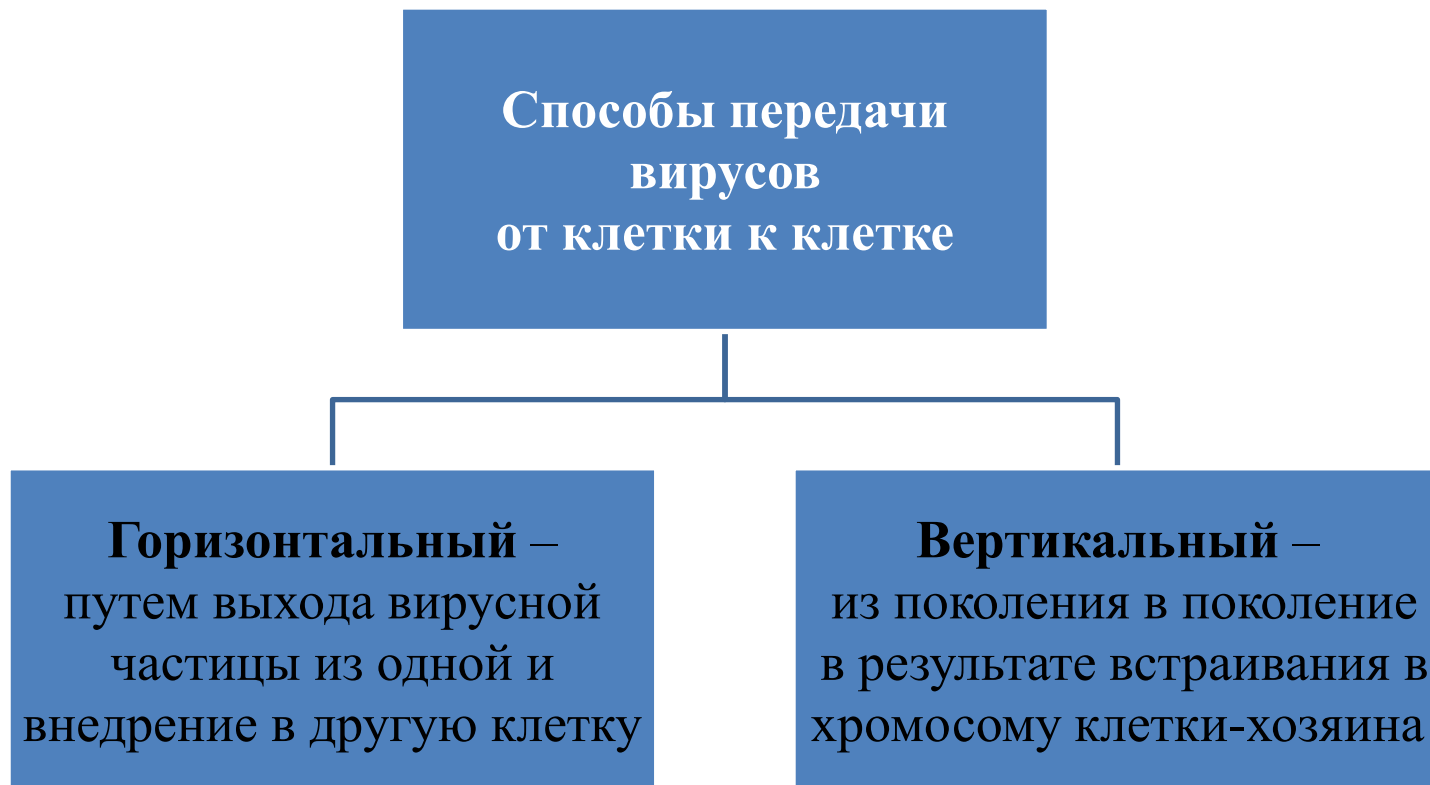 Способы передачи
вирусов
от клетки к клетке
Горизонтальный –
путем выхода вирусной
частицы из одной и
внедрение в другую клетку
Вертикальный –
из поколения в поколение
в результате встраивания в
хромосому клетки-хозяина